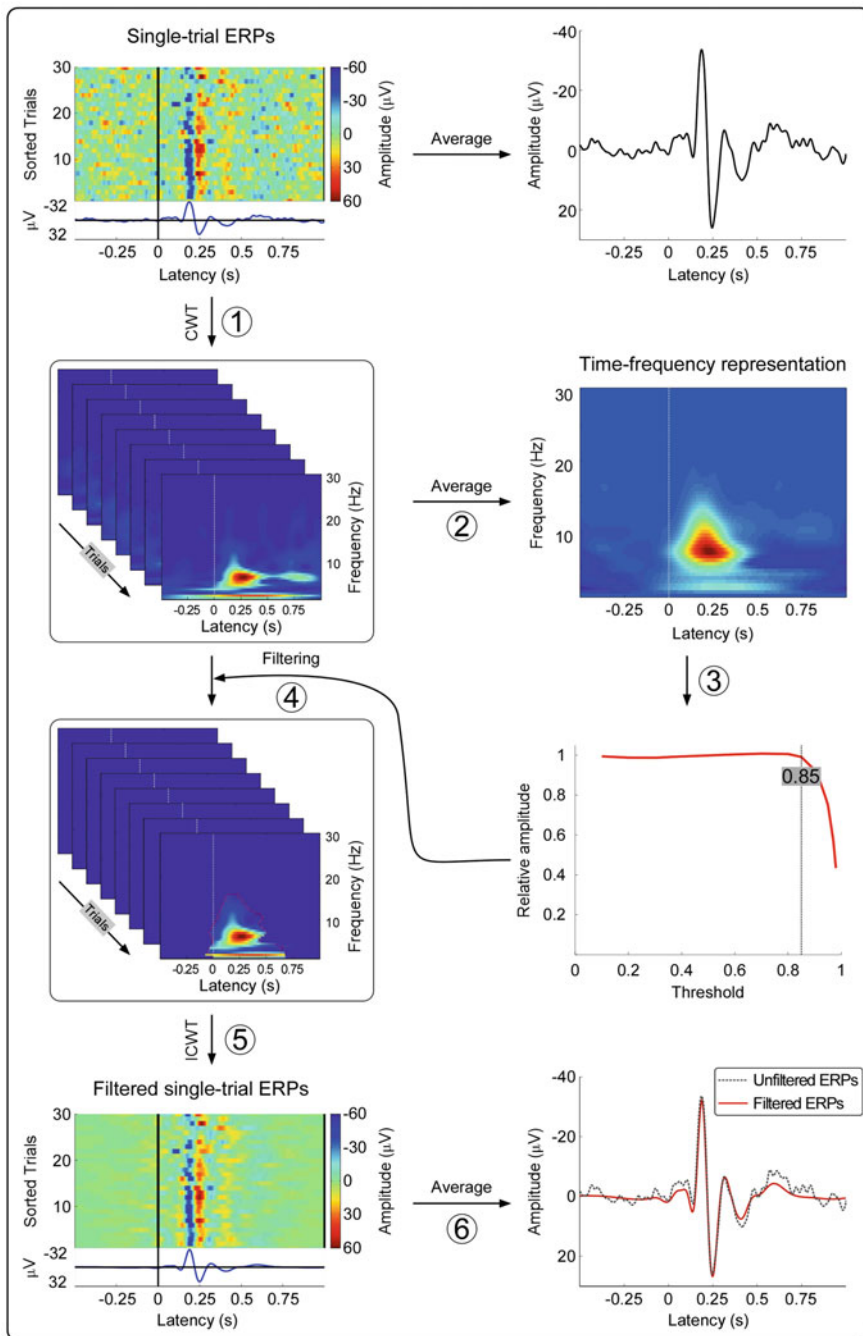 Single-trial ERPs
30
20
10
Sorted Trials
-60
-30
0
30
60
Amplitude (µV)
-32
32
µV
-0.25 0 0.25 0.5 0.75
Latency (s)
Average
-40
-20
0
20
Amplitude (µV)
-0.25 0 0.25 0.5 0.75
Latency (s)
CWT
1
30
20
10
Frequency (Hz)
Trials
-0.25 0 0.25 0.5 0.75
Latency (s)
Average
2
Time-frequency representation
30
20
10
Frequency (Hz)
-0.25 0 0.25 0.5 0.75
Latency (s)
Filtering
4
3
30
20
10
Frequency (Hz)
Trials
-0.25 0 0.25 0.5 0.75
Latency (s)
1
0.8
0.6
0.4
0.2
Relative amplitude
0.85
0 0.2 0.4 0.6 0.8 1
Threshold
ICWT
5
Filtered single-trial ERPs
30
20
10
Sorted Trials
-60
-30
0
30
60
Amplitude (µV)
-32
32
µV
-0.25 0 0.25 0.5 0.75
Latency (s)
Average
6
Unfiltered ERPs
Filtered ERPs
-40
-20
0
20
Amplitude (µV)
-0.25 0 0.25 0.5 0.75
Latency (s)